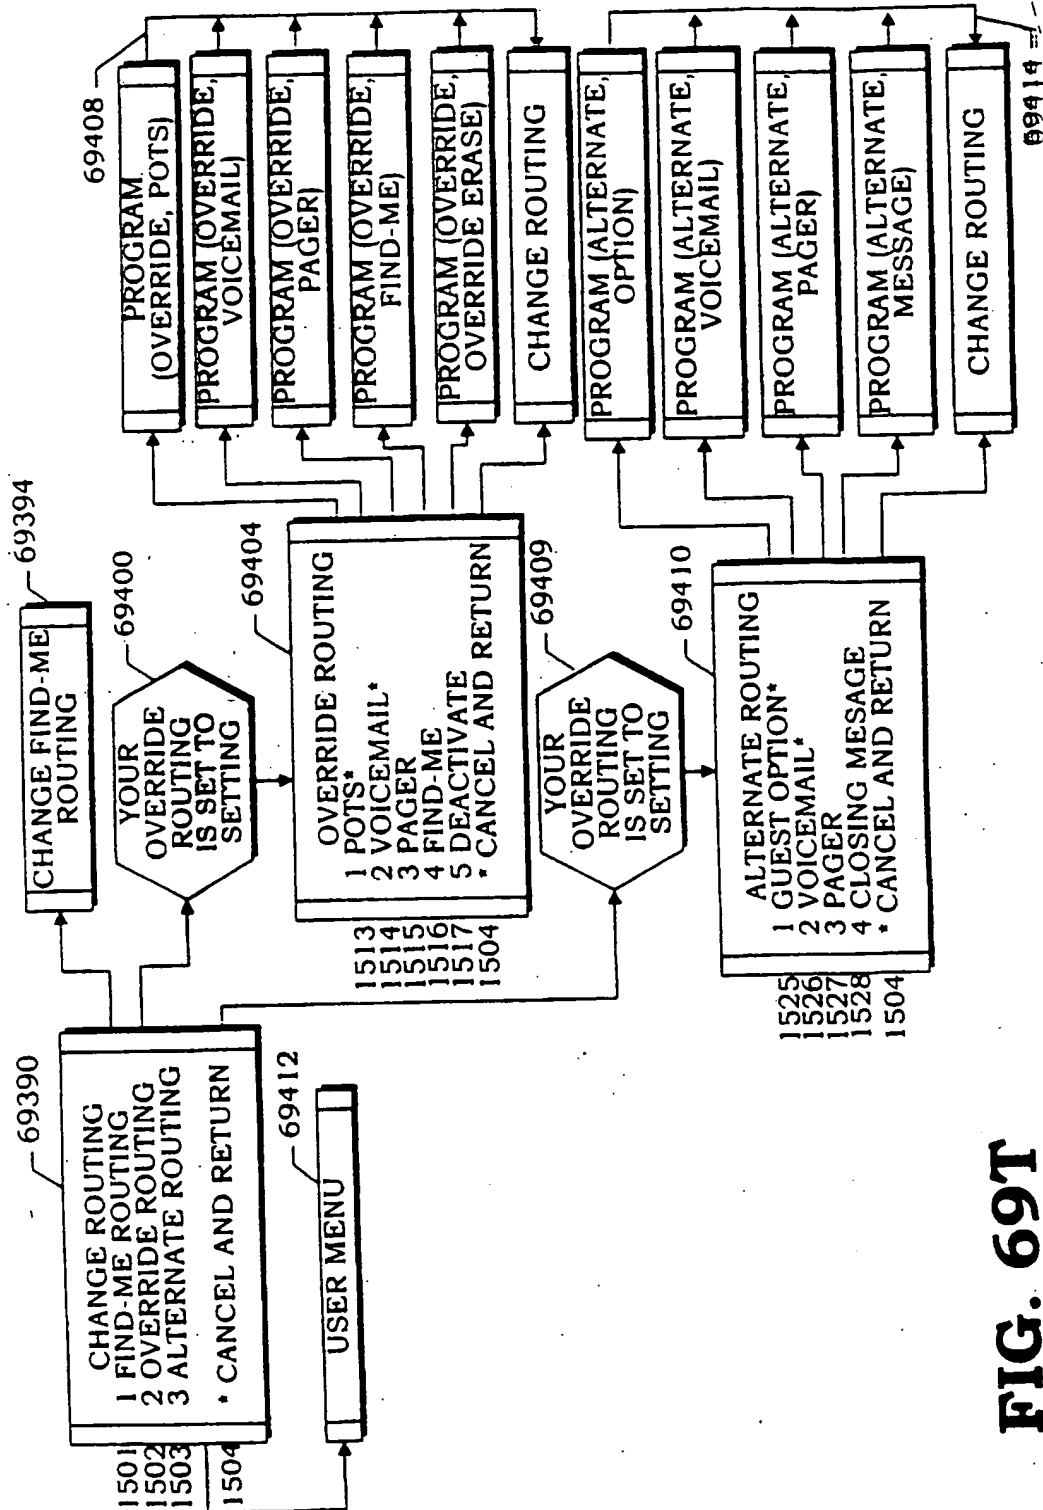 69390
CHANGE ROUTING
1501 1 FIND-ME ROUTING
1502 2 OVERRIDE ROUTING
1503 3 ALTERNATE ROUTING
1504 * CANCEL AND RETURN
69412
USER MENU
69394
CHANGE FIND-ME
ROUTING
69400
YOUR
OVERRIDE
ROUTING
IS SET TO
SETTING
69404
OVERRIDE ROUTING
1513 1 POTS*
1514 2 VOICEMAIL*
1515 3 PAGER
1516 4 FIND-ME
1517 5 DEACTIVATE
1504 * CANCEL AND RETURN
69409
YOUR
OVERRIDE
ROUTING
IS SET TO
SETTING
69410
ALTERNATE ROUTING
1525 1 GUEST OPTION*
1526 2 VOICEMAIL*
1527 3 PAGER
1528 4 CLOSING MESSAGE
1504 * CANCEL AND RETURN
69408
PROGRAM
(OVERRIDE, POTS)
PROGRAM (OVERRIDE,
VOICEMAIL)
PROGRAM (OVERRIDE,
PAGER)
PROGRAM (OVERRIDE,
FIND-ME)
PROGRAM (OVERRIDE,
OVERRIDE ERASE)
CHANGE ROUTING
PROGRAM (ALTERNATE,
OPTION)
PROGRAM (ALTERNATE,
VOICEMAIL)
PROGRAM (ALTERNATE
PAGER)
PROGRAM (ALTERNATE,
MESSAGE)
CHANGE ROUTING
FIG. 69T